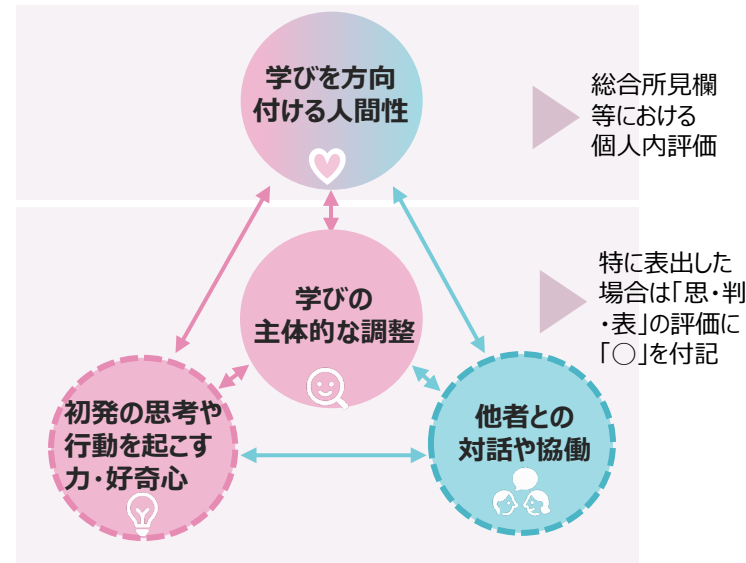 学びを方向
付ける人間性
総合所見欄
等における
個人内評価
学びの
主体的な調整
特に表出した
場合は「思・判
・表」の評価に
「○」を付記
初発の思考や
行動を起こす
力・好奇心
他者との
対話や協働